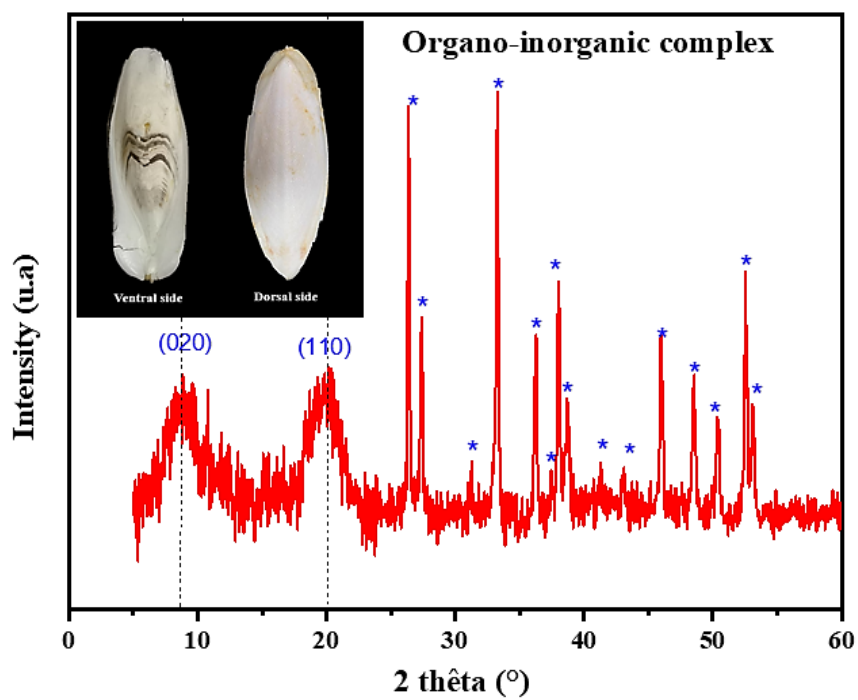 Organo-inorganic complex
Ventral side
Dorsal side
(020)
(110)
* * * * * * * * * * * * * * * *
Intensity (u.a)
0 10 20 30 40 50 60
2 thêta (°)